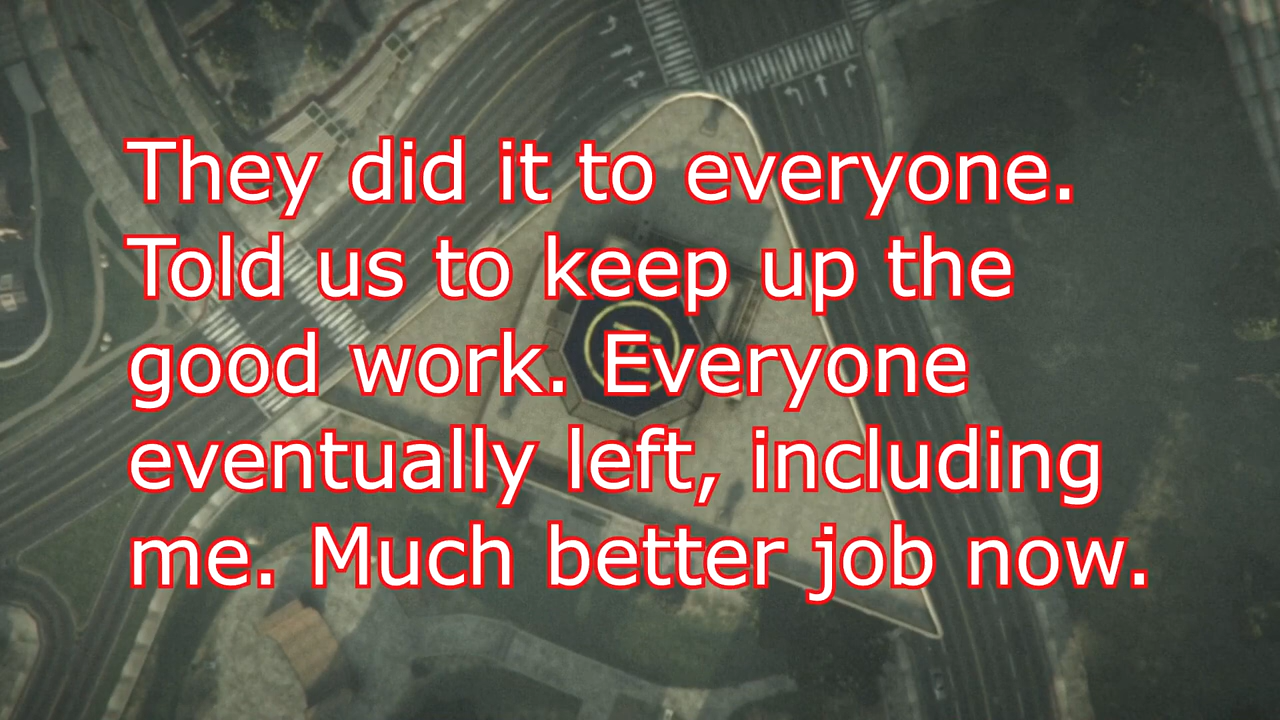 They did it to everyone.
Told us to keep up the
good work. Everyone
eventually left, including
me. Much better job now.